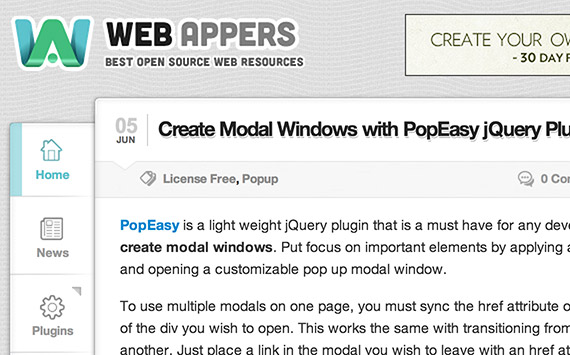 WEB APPERS
BEST OPEN SOURCE WEB RESOURCES
CREATE YOUR OW
- 30 DAY F
Home
News
Plugins
05
JUN
Create Modal Windows with PopEasy jQuery Plu
License Free, Popup
0 Con
PopEasy is a light weight jQuery plugin that is a must have for any deve
create modal windows. Put focus on important elements by applying a
and opening a customizable pop up modal window.
To use multiple modals on one page, you must sync the href attribute o
of the div you wish to open. This works the same with transitioning from
another. Just place a link in the modal you wish to leave with an href at